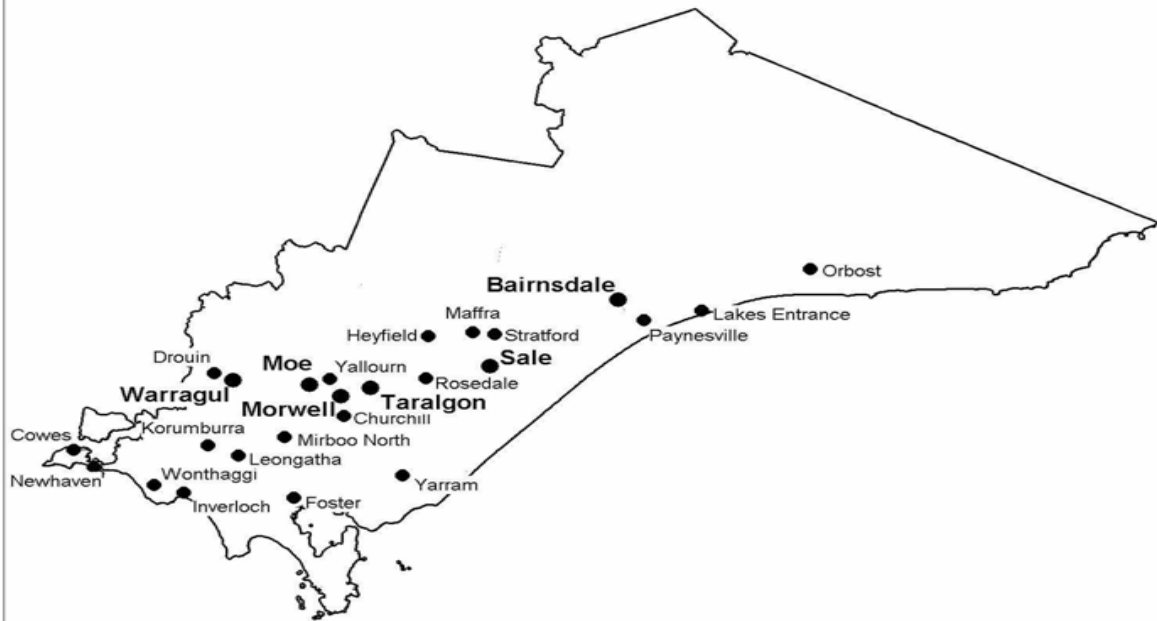 Orbost
Bairnsdale
Maffra
Lakes Entrance
Paynesville
Heyfield
Stratford
Drouin
Moe
Yallourn
Sale
Rosedale
Warragul
Morwell
Taralgon
Churchill
Korumburra
Cowes
Mirboo North
Leongatha
Newhaven
Wonthaggi
Yarram
Inverloch
Foster